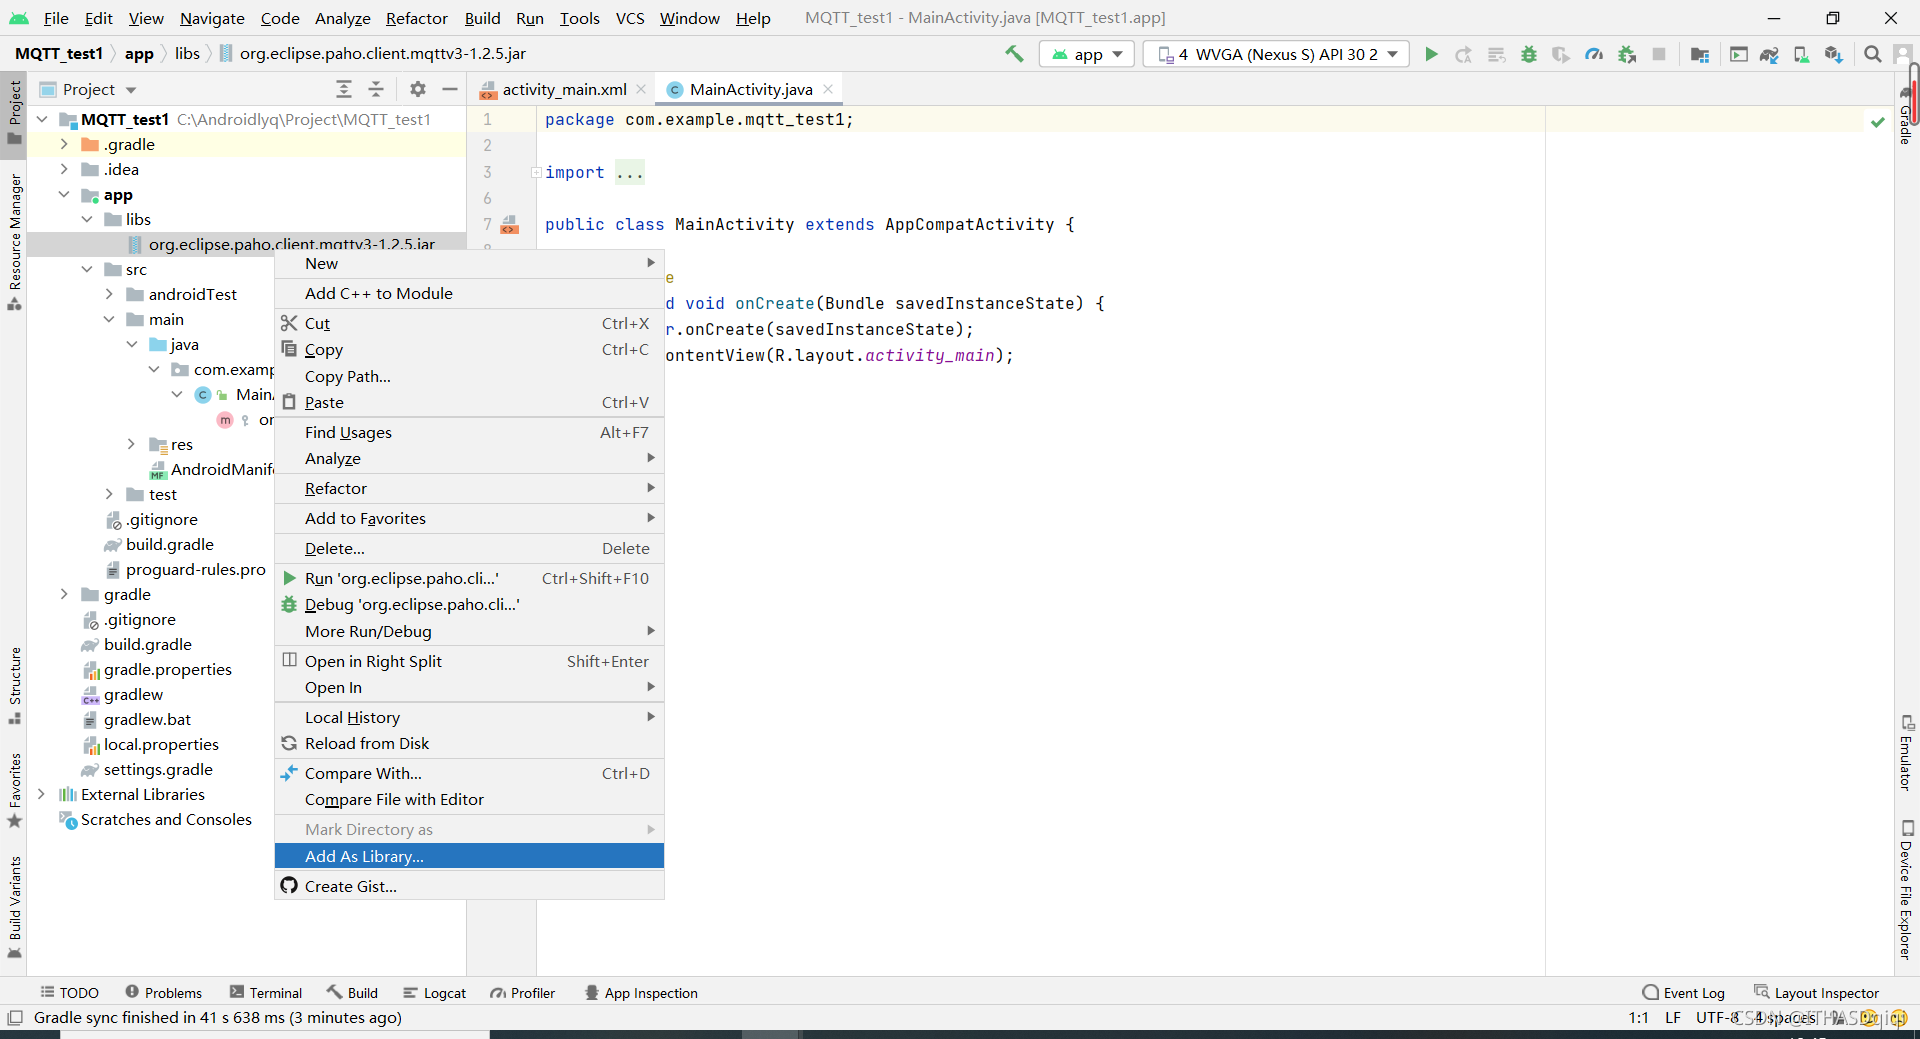 File Edit View Navigate Code Analyze Refactor Build Run Tools VCS Window Help MQTT_test1 - MainActivity.java [MQTT_test1.app]
MQTT_test1 app libs org.eclipse.paho.client.mqttv3-1.2.5.jar app 4 WVGA (Nexus S) API 30 2
Project
activity_main.xml MainActivity.java
MQTT_test1 C:\Androidlyq\Project\MQTT_test1
.gradle
.idea
app
libs
org.eclipse.paho.client.mqttv3-1.2.5.jar
src
androidTest
main
java
com.examp
Main
or
res
AndroidManife
test
.gitignore
build.gradle
proguard-rules.pro
gradle
.gitignore
build.gradle
gradle.properties
gradlew
gradlew.bat
local.properties
settings.gradle
External Libraries
Scratches and Consoles
New
Add C++ to Module
Cut Ctrl+X
Copy Ctrl+C
Copy Path...
Paste Ctrl+V
Find Usages Alt+F7
Analyze
Refactor
Add to Favorites
Delete... Delete
Run 'org.eclipse.paho.cli...' Ctrl+Shift+F10
Debug 'org.eclipse.paho.cli...'
More Run/Debug
Open in Right Split Shift+Enter
Open In
Local History
Reload from Disk
Compare With... Ctrl+D
Compare File with Editor
Mark Directory as
Add As Library...
Create Gist...
1 package com.example.mqtt_test1;
2
3 import ...
6
7 public class MainActivity extends AppCompatActivity {
8
e
d void onCreate(Bundle savedInstanceState) {
r.onCreate(savedInstanceState);
ontentView(R.layout.activity_main);
Project
Resource Manager
Structure
Favorites
Build Variants
Gradle
Emulator
Device File Explorer
TODO Problems Terminal Build Logcat Profiler App Inspection Event Log Layout Inspector
Gradle sync finished in 41 s 638 ms (3 minutes ago) 1:1 LF UTF-8 4 spaces